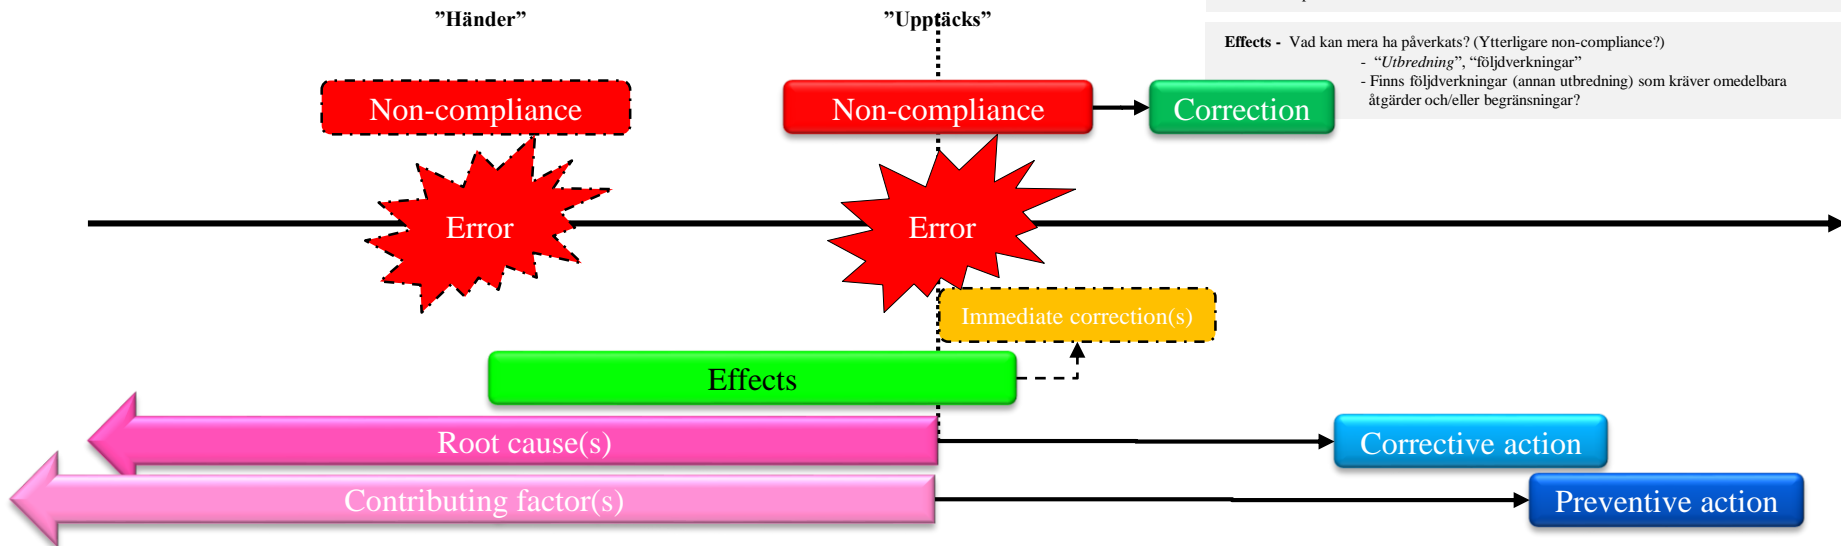 ”Händer”
”Upptäcks”
Effects - Vad kan mera ha påverkats? (Ytterligare non-compliance?)
- “Utbredning”, “följdverkningar”
- Finns följdverkningar (annan utbredning) som kräver omedelbara
åtgärder och/eller begränsningar?
Non-compliance
Non-compliance
Correction
Error
Error
Immediate correction(s)
Effects
Root cause(s)
Corrective action
Contributing factor(s)
Preventive action